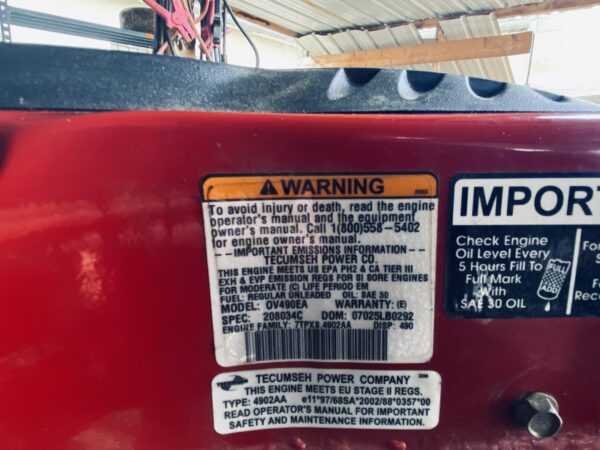 WARNING
To avoid injury or death, read the engine
operator's manual and the equipment
owner's manual. Call 1(800)558-5402
for engine owner's manual.
IMPORTANT EMISSIONS INFORMATION
TECUMSEH POWER CO.
THIS ENGINE MEETS US EPA PH2 & CA TIER III
EXH & EVP EMISSION REGS FOR SI SORE ENGINES
FOR MODERATE (C) LIFE PERIOD EM
FUEL: REGULAR UNLEADED OIL: SAE 30
MODEL: OV490EA WARRANTY: (E)
SPEC: 208034C DOM: 07025LB0292
ENGINE FAMILY: 7TPXS.4902AA DISP: 490
TECUMSEH POWER COMPANY
THIS ENGINE MEETS EU STAGE II REGS.
TYPE: 4902AA e11*97/68SA*2002/88*0357*00
READ OPERATOR'S MANUAL FOR IMPORTANT
SAFETY AND MAINTENANCE INFORMATION.
IMPORT
Check Engine
Oil Level Every
5 Hours Fill To
Full Mark
With
SAE 30 OIL
FULL